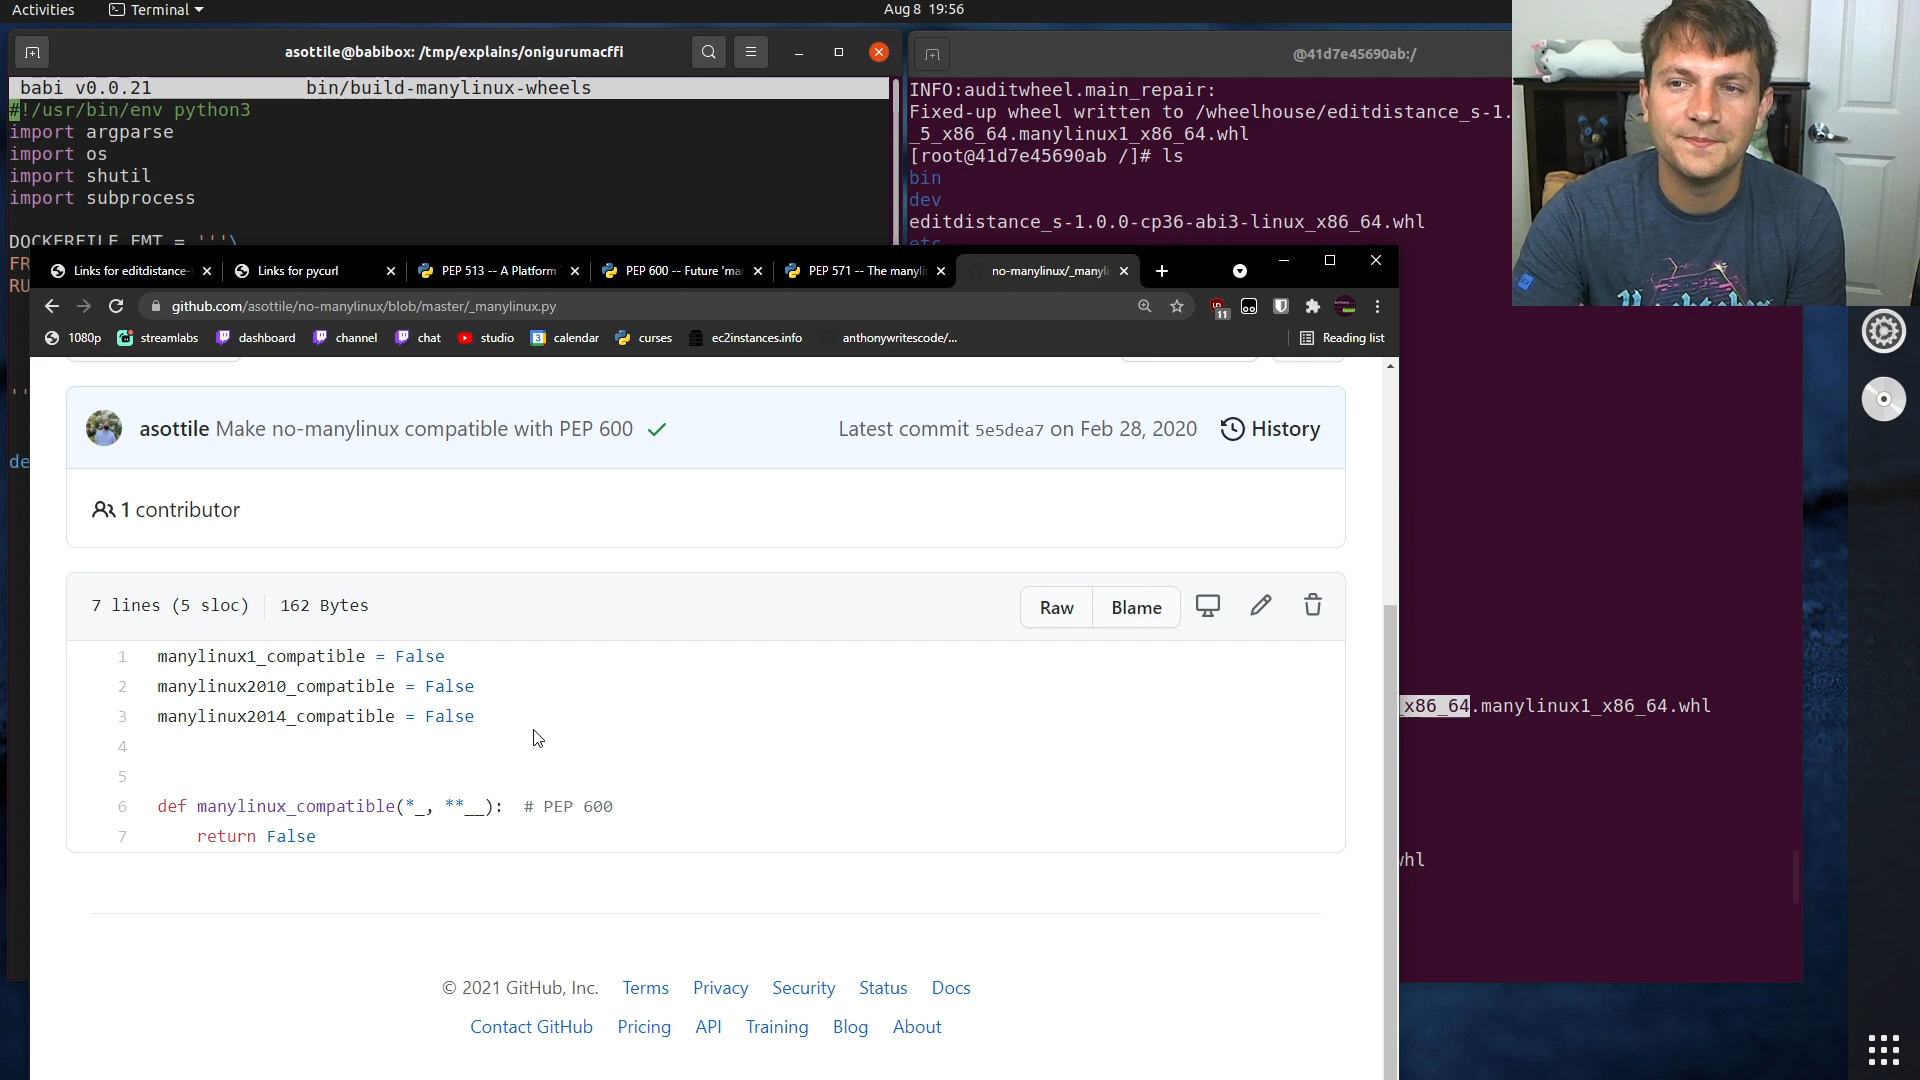 Activities
Terminal
Aug 8 19:56
asottile@babibox: /tmp/explains/onigurumacffi
babi v0.0.21 bin/build-manylinux-wheels
#!/usr/bin/env python3
import argparse
import os
import shutil
import subprocess
DOCKERFILE_FMT = '''\
FR
RU
''
de
@41d7e45690ab:/
INFO:auditwheel.main_repair:
Fixed-up wheel written to /wheelhouse/editdistance_s-1.
_5_x86_64.manylinux1_x86_64.whl
[root@41d7e45690ab /]# ls
bin
dev
editdistance_s-1.0.0-cp36-abi3-linux_x86_64.whl
etc
_x86_64.manylinux1_x86_64.whl
whl
Links for editdistance-
Links for pycurl
PEP 513 -- A Platform
PEP 600 -- Future 'ma
PEP 571 -- The manyli
no-manylinux/_manyli
github.com/asottile/no-manylinux/blob/master/_manylinux.py
11
1080p
streamlabs
dashboard
channel
chat
studio
calendar
curses
ec2instances.info
anthonywritescode/...
Reading list
asottile Make no-manylinux compatible with PEP 600
Latest commit 5e5dea7 on Feb 28, 2020
History
1 contributor
7 lines (5 sloc)
162 Bytes
Raw
Blame
1 manylinux1_compatible = False
2 manylinux2010_compatible = False
3 manylinux2014_compatible = False
4
5
6 def manylinux_compatible(*_, **__): # PEP 600
7 return False
© 2021 GitHub, Inc.
Terms
Privacy
Security
Status
Docs
Contact GitHub
Pricing
API
Training
Blog
About